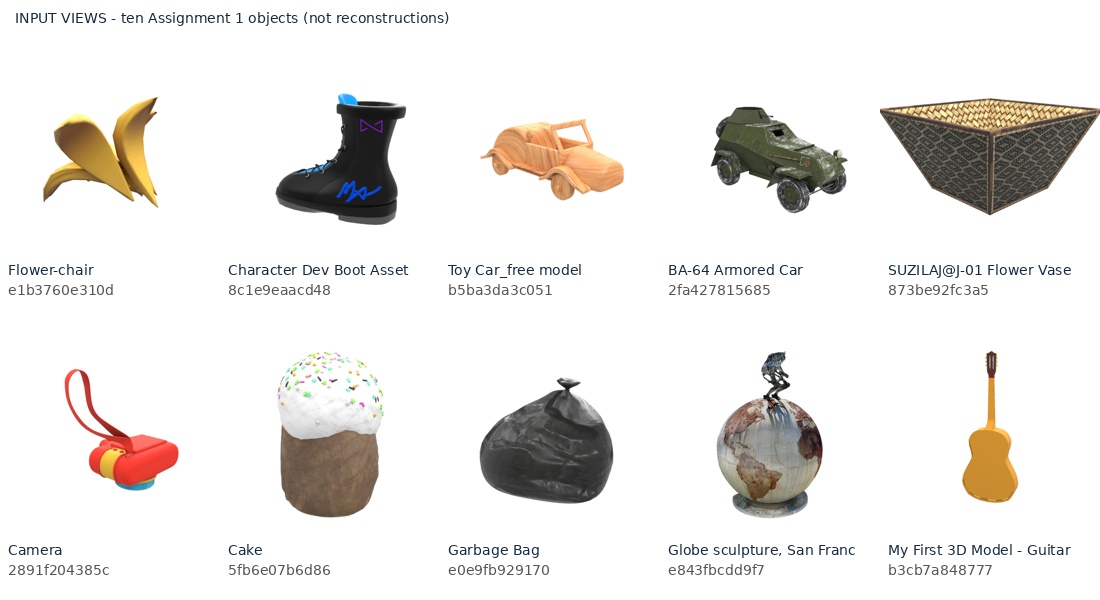 INPUT VIEWS - ten Assignment 1 objects (not reconstructions)
Flower-chair
e1b3760e310d
Character Dev Boot Asset
8c1e9eaacd48
Toy Car_free model
b5ba3da3c051
BA-64 Armored Car
2fa427815685
SUZILAJ@J-01 Flower Vase
873be92fc3a5
Camera
2891f204385c
Cake
5fb6e07b6d86
Garbage Bag
e0e9fb929170
Globe sculpture, San Franc
e843fbcdd9f7
My First 3D Model - Guitar
b3cb7a848777